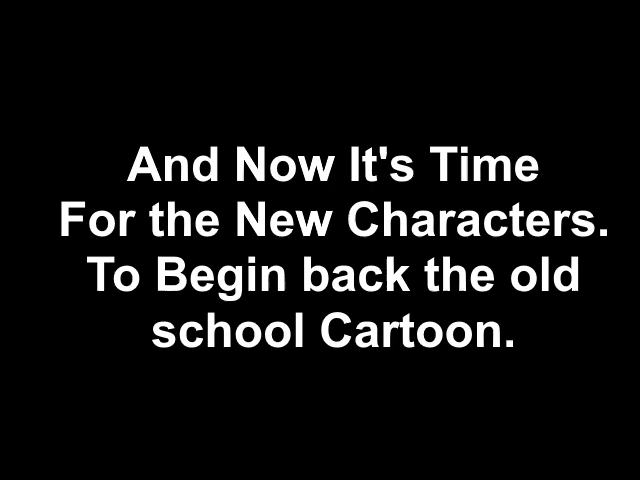 And Now It's Time
For the New Characters.
To Begin back the old
school Cartoon.